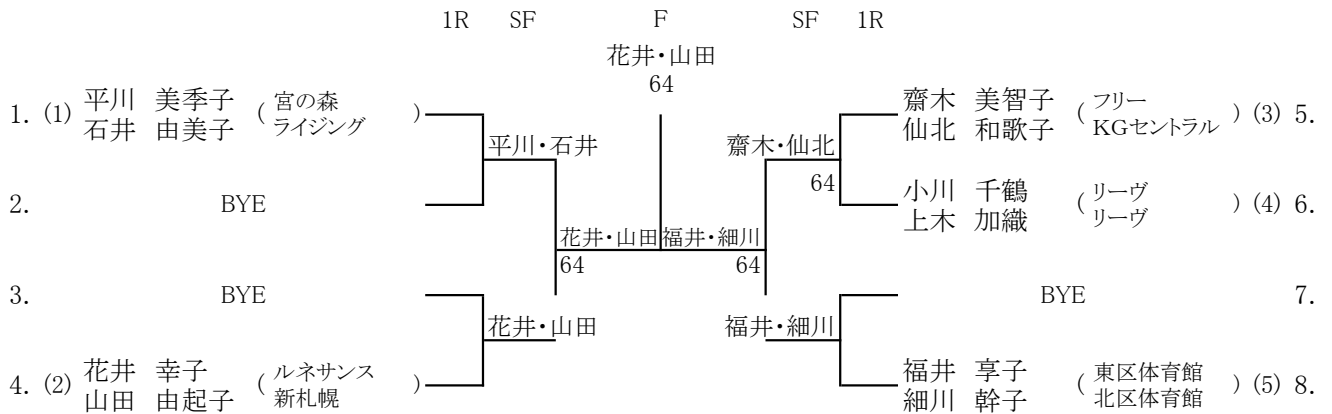 1R SF F SF 1R
花井・山田
64
1. (1) 平川 美季子 ( 宮の森 )
石井 由美子 ライジング
平川・石井
2. BYE
花井・山田
64
3. BYE
花井・山田
4. (2) 花井 幸子 ( ルネサンス )
山田 由起子 新札幌
齋木 美智子 ( フリー ) (3) 5.
仙北 和歌子 KGセントラル
齋木・仙北
64
小川 千鶴 ( リーヴ ) (4) 6.
上木 加織 リーヴ
福井・細川
64
BYE 7.
福井・細川
福井 享子 ( 東区体育館 ) (5) 8.
細川 幹子 北区体育館